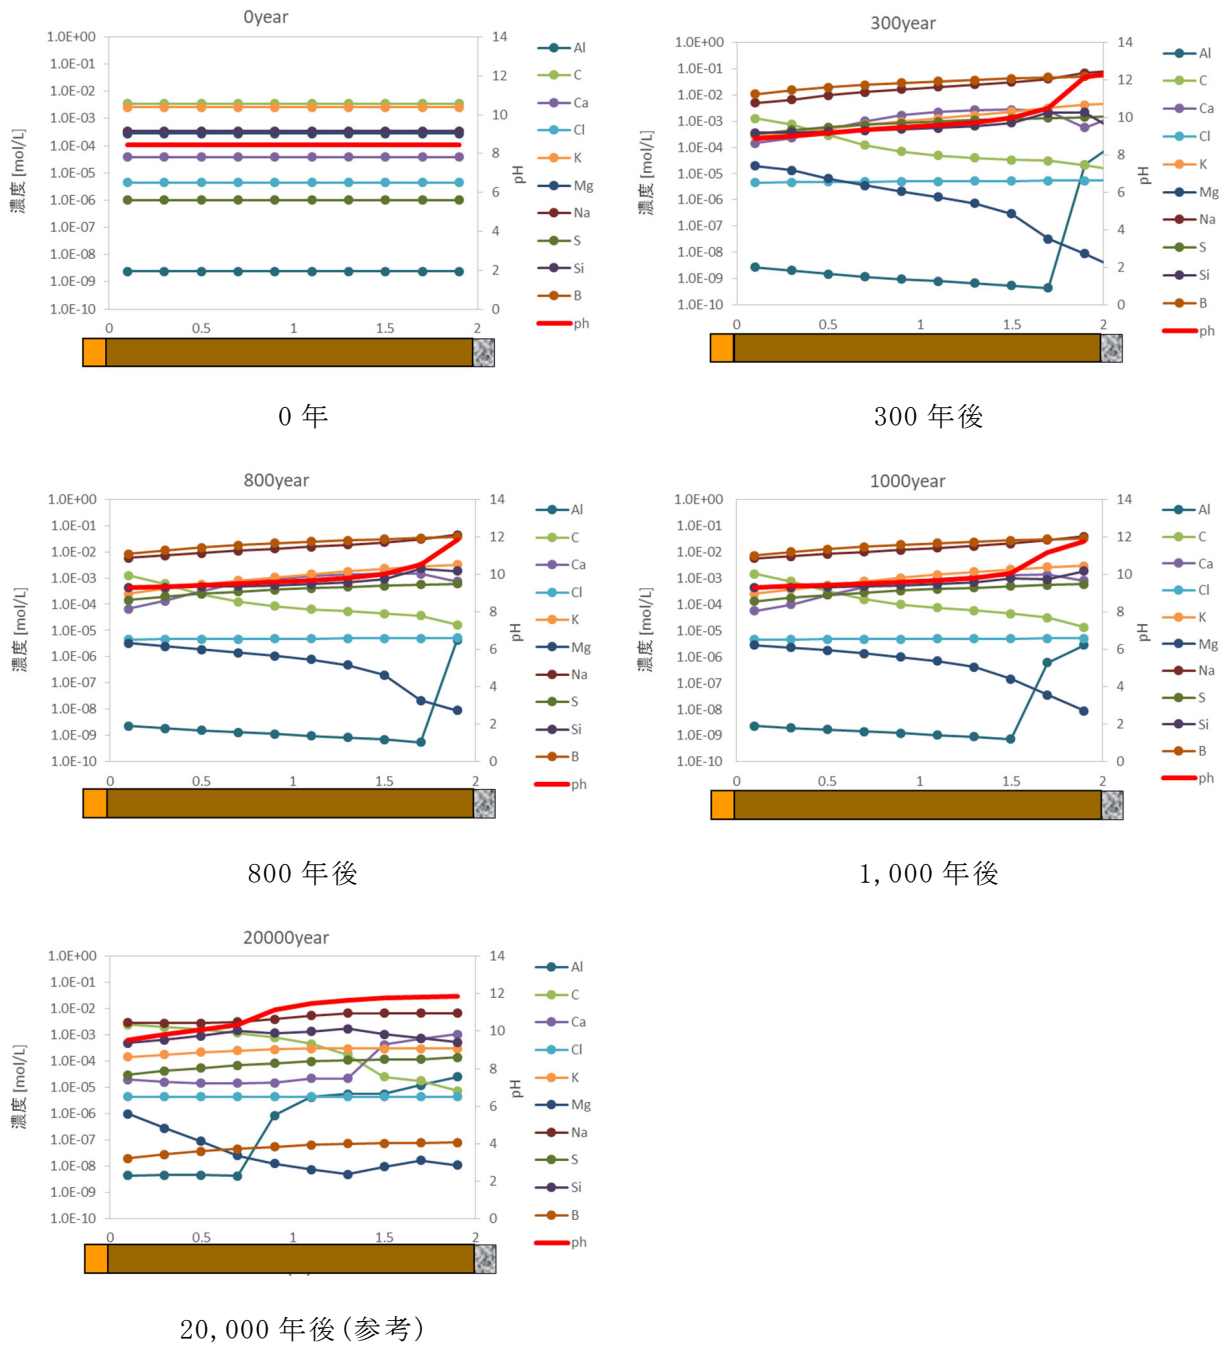 0year
1.0E+00
1.0E-01
1.0E-02
1.0E-03
1.0E-04
1.0E-05
1.0E-06
1.0E-07
1.0E-08
1.0E-09
1.0E-10
濃度 [mol/L]
14
12
10
8
6
4
2
0
pH
0 0.5 1 1.5 2
Al
C
Ca
Cl
K
Mg
Na
S
Si
B
ph
0 年
300year
1.0E+00
1.0E-01
1.0E-02
1.0E-03
1.0E-04
1.0E-05
1.0E-06
1.0E-07
1.0E-08
1.0E-09
1.0E-10
濃度 [mol/L]
14
12
10
8
6
4
2
0
pH
0 0.5 1 1.5 2
Al
C
Ca
Cl
K
Mg
Na
S
Si
B
ph
300 年後
800year
1.0E+00
1.0E-01
1.0E-02
1.0E-03
1.0E-04
1.0E-05
1.0E-06
1.0E-07
1.0E-08
1.0E-09
1.0E-10
濃度 [mol/L]
14
12
10
8
6
4
2
0
pH
0 0.5 1 1.5 2
Al
C
Ca
Cl
K
Mg
Na
S
Si
B
ph
800 年後
1000year
1.0E+00
1.0E-01
1.0E-02
1.0E-03
1.0E-04
1.0E-05
1.0E-06
1.0E-07
1.0E-08
1.0E-09
1.0E-10
濃度 [mol/L]
14
12
10
8
6
4
2
0
pH
0 0.5 1 1.5 2
Al
C
Ca
Cl
K
Mg
Na
S
Si
B
ph
1,000 年後
20000year
1.0E+00
1.0E-01
1.0E-02
1.0E-03
1.0E-04
1.0E-05
1.0E-06
1.0E-07
1.0E-08
1.0E-09
1.0E-10
濃度 [mol/L]
14
12
10
8
6
4
2
0
pH
0 0.5 1 1.5 2
Al
C
Ca
Cl
K
Mg
Na
S
Si
B
ph
20,000 年後(参考)